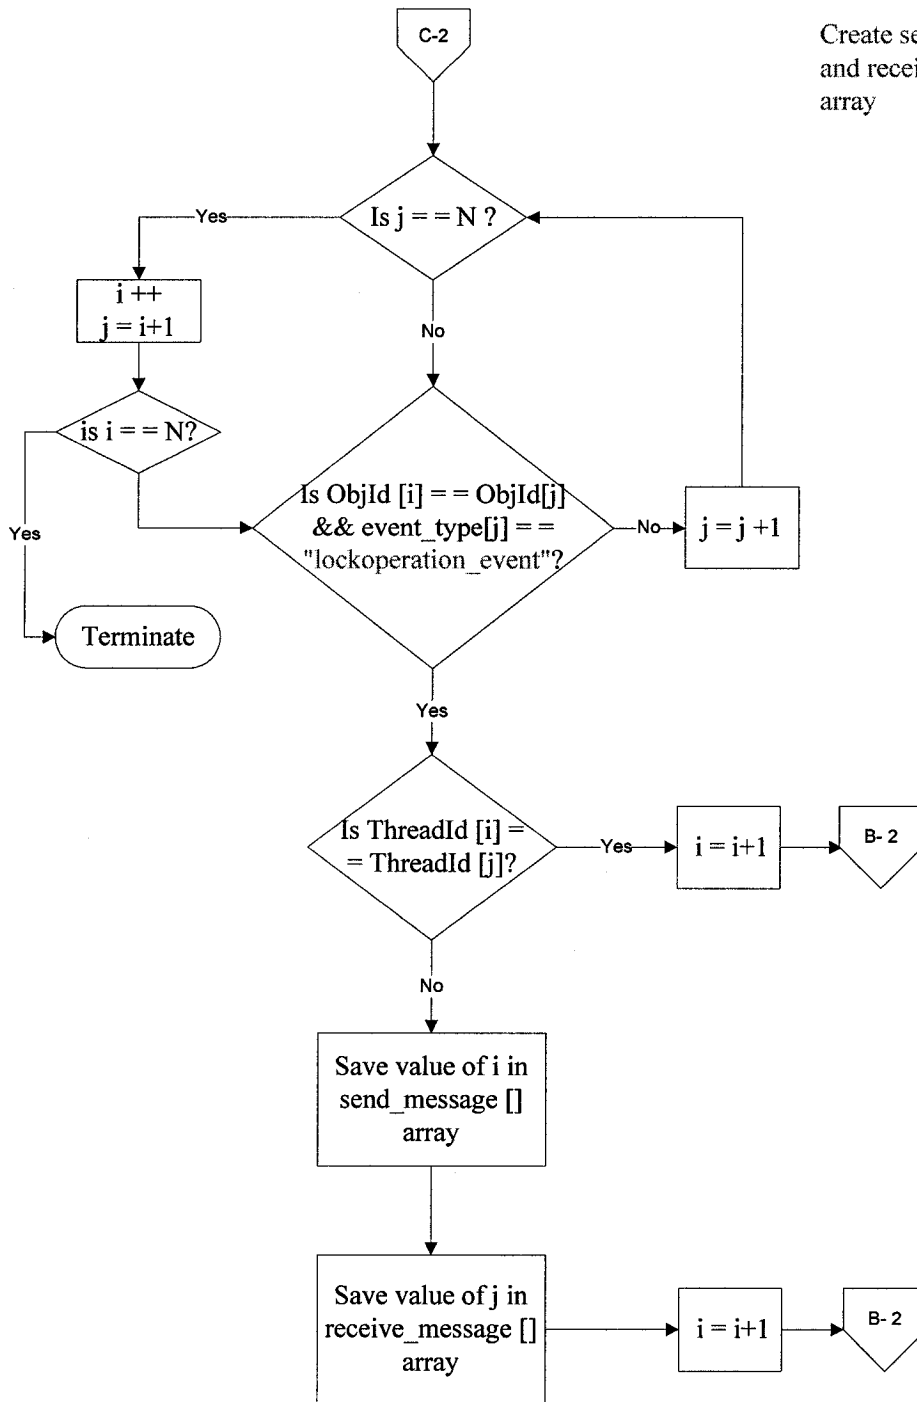 C-2
Create
and
array
Is j = = N ?
Yes
i ++
j = i+1
No
is i = = N?
Is ObjId [i] = = ObjId[j]
&& event_type[j] = =
"lockoperation_event"?
No
j = j +1
Yes
Terminate
Yes
Is ThreadId [i] =
= ThreadId [j]?
Yes
i = i+1
B- 2
No
Save value of i in
send_message []
array
Save value of j in
receive_message []
array
i = i+1
B- 2